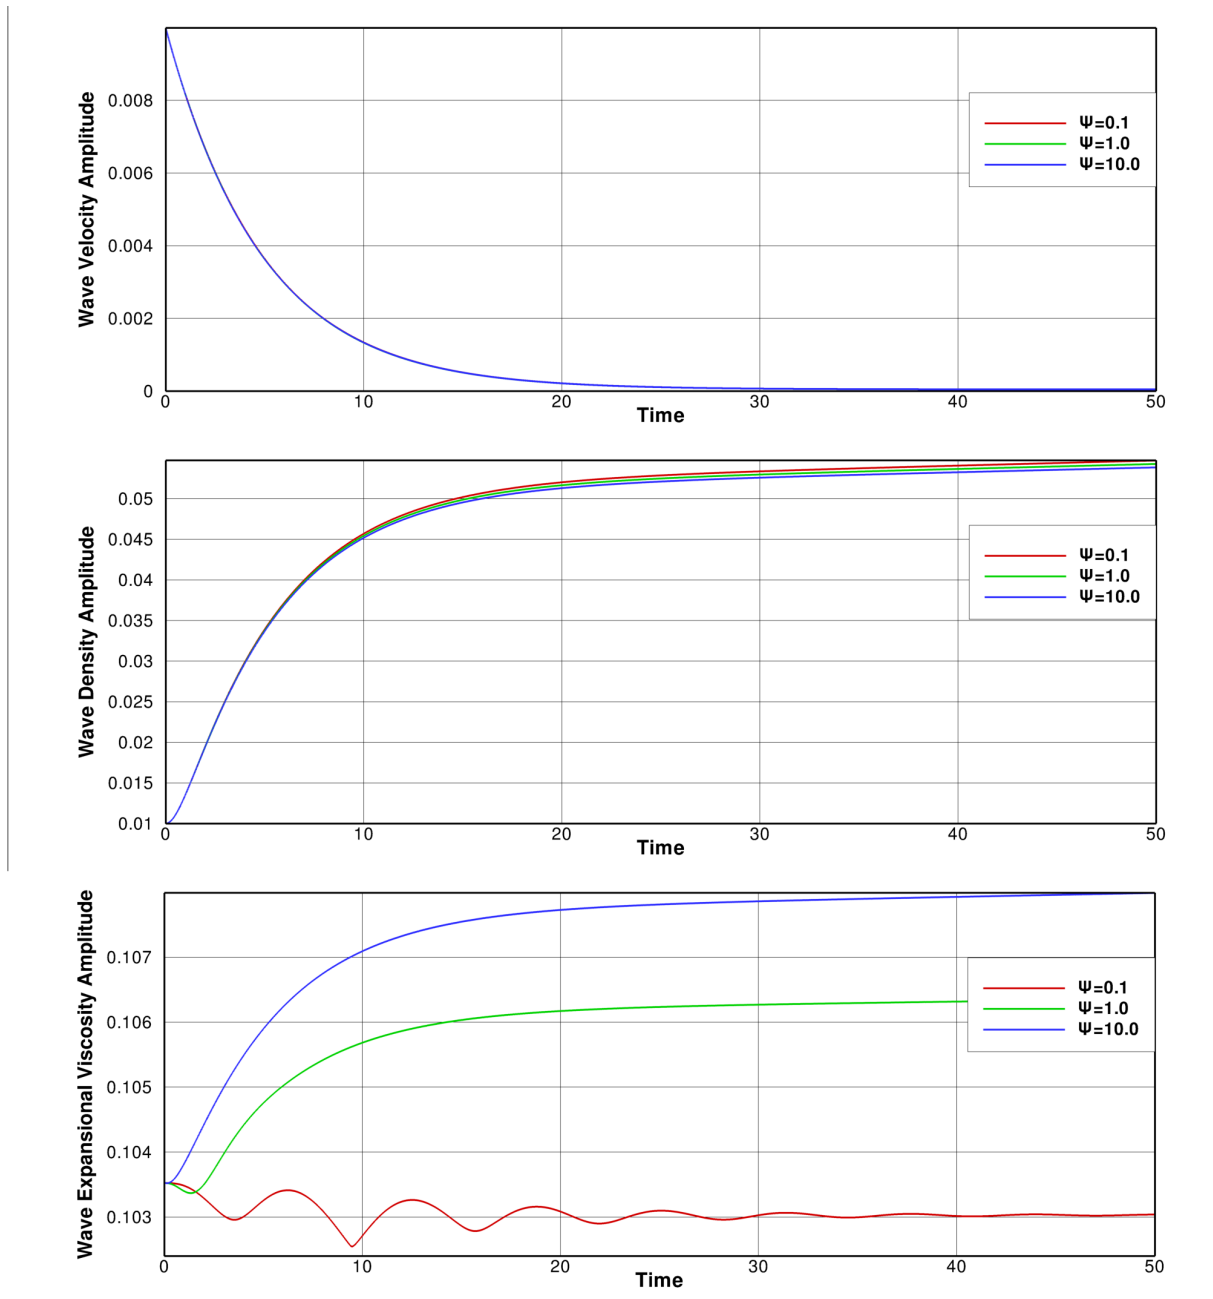 Wave Velocity Amplitude
0.008
0.006
0.004
0.002
0
0 10 20 30 40 50
Time
Ψ=0.1
Ψ=1.0
Ψ=10.0
Wave Density Amplitude
0.05
0.045
0.04
0.035
0.03
0.025
0.02
0.015
0.01
0 10 20 30 40 50
Time
Ψ=0.1
Ψ=1.0
Ψ=10.0
Wave Expansional Viscosity Amplitude
0.107
0.106
0.105
0.104
0.103
0 10 20 30 40 50
Time
Ψ=0.1
Ψ=1.0
Ψ=10.0